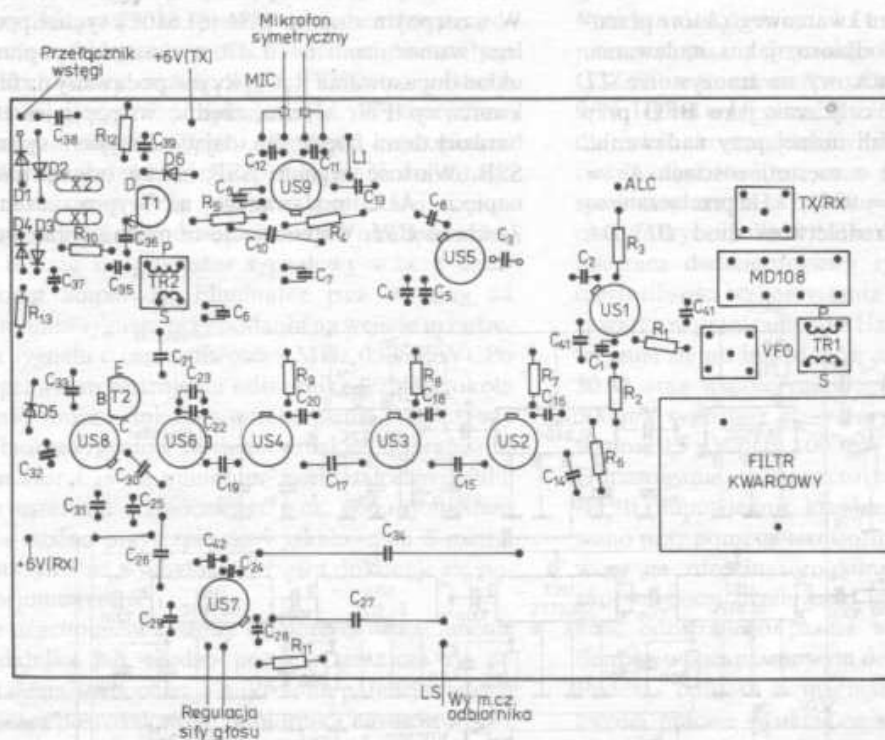 Mikrofon
symetryczny
Przełącznik
wstęgi
+6V(TX)
MIC
C38
R12
C39
C12
C11
L1
D6
D1
D2
X2
D
T1
US9
C13
R5
C8
ALC
TX/RX
X1
D4
D3
C10
R4
R3
C3
R10
C36
P
US5
C37
C35
TR2
C7
C4
C5
C2
US1
MD108
C41
R1
P
R13
S
C6
C41
C1
VFO
TR1
C21
S
C33
E
B
T2
C
C23
R9
R8
R7
R2
D5
C22
C20
C18
C16
US8
US6
US4
US3
US2
C32
C30
C19
C17
C15
C14
R6
FILTR
KWARCOWY
C31
C25
+6V(Rx)
C26
C42
C34
C24
US7
C29
C28
C27
R11
LS
Regulacja
siły głosu
Wy m.cz.
odbiornika